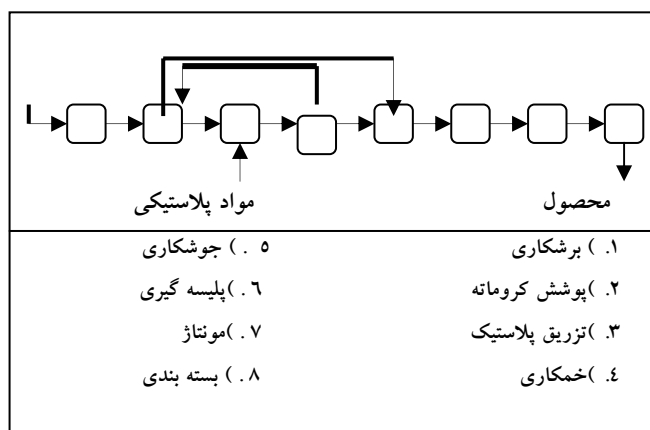 مواد پلاستیکی محصول
۱. ) برشکاری
۲. )پوشش کروماته
۳. )تزریق پلاستیک
٤. )خمکاری
۵ . ) جوشکاری
٦ . )پلیسه گیری
۷ . )مونتاژ
۸ . ) بسته بندی